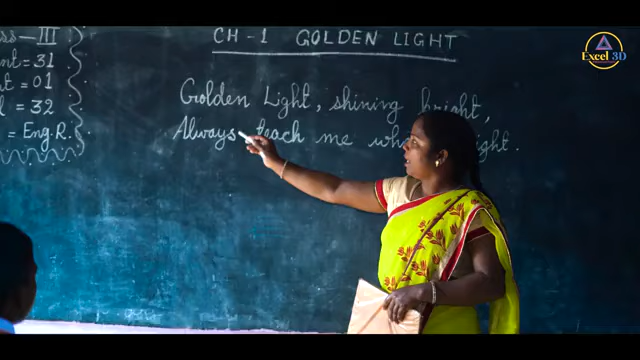 CH - 1 GOLDEN LIGHT
ss - III
nt = 31
t = 01
l = 32
= Eng. R.
Golden Light, shining bright,
Always teach me
Excel 3D